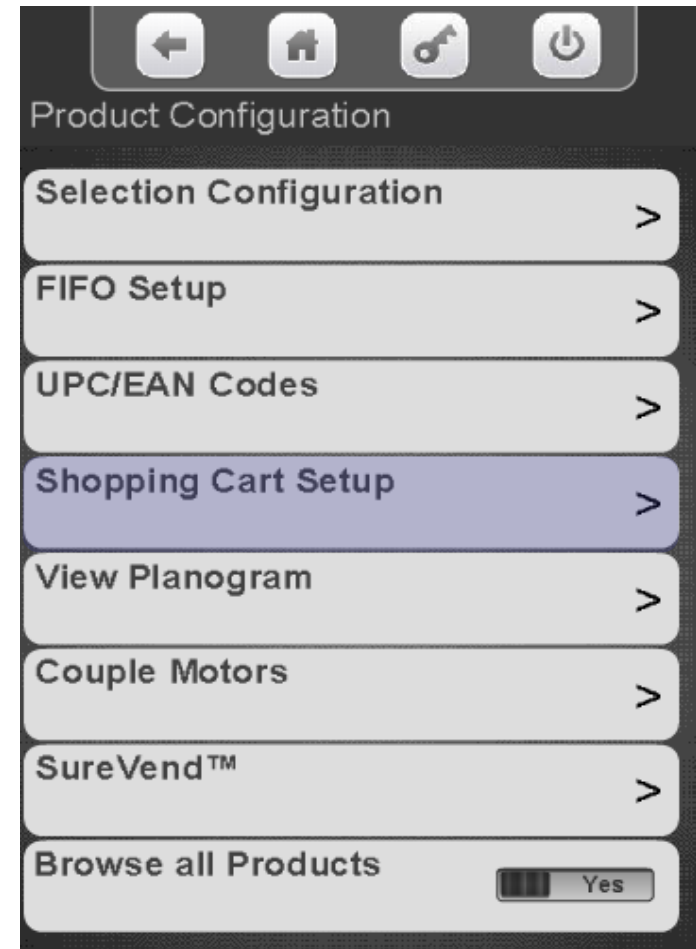 Product Configuration
Selection Configuration
>
FIFO Setup
>
UPC/EAN Codes
>
Shopping Cart Setup
>
View Planogram
>
Couple Motors
>
SureVend™
>
Browse all Products
Yes